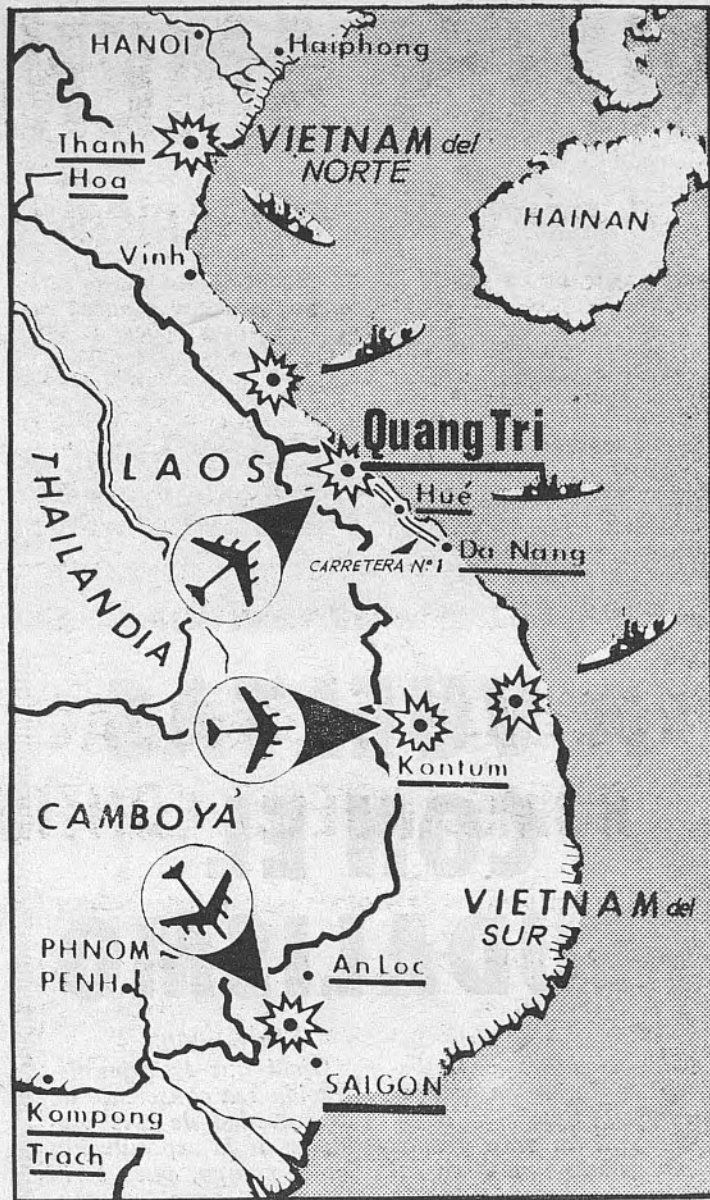 HANOI
Haiphong
Thanh
Hoa
VIETNAM del
NORTE
HAINAN
Vinh
Quang Tri
LAOS
Hué
THAILANDIA
CARRETERA Nº1
Da Nang
Kontum
CAMBOYA
VIETNAM del
SUR
PHNOM
PENH
An Loc
SAIGON
Kompong
Trach